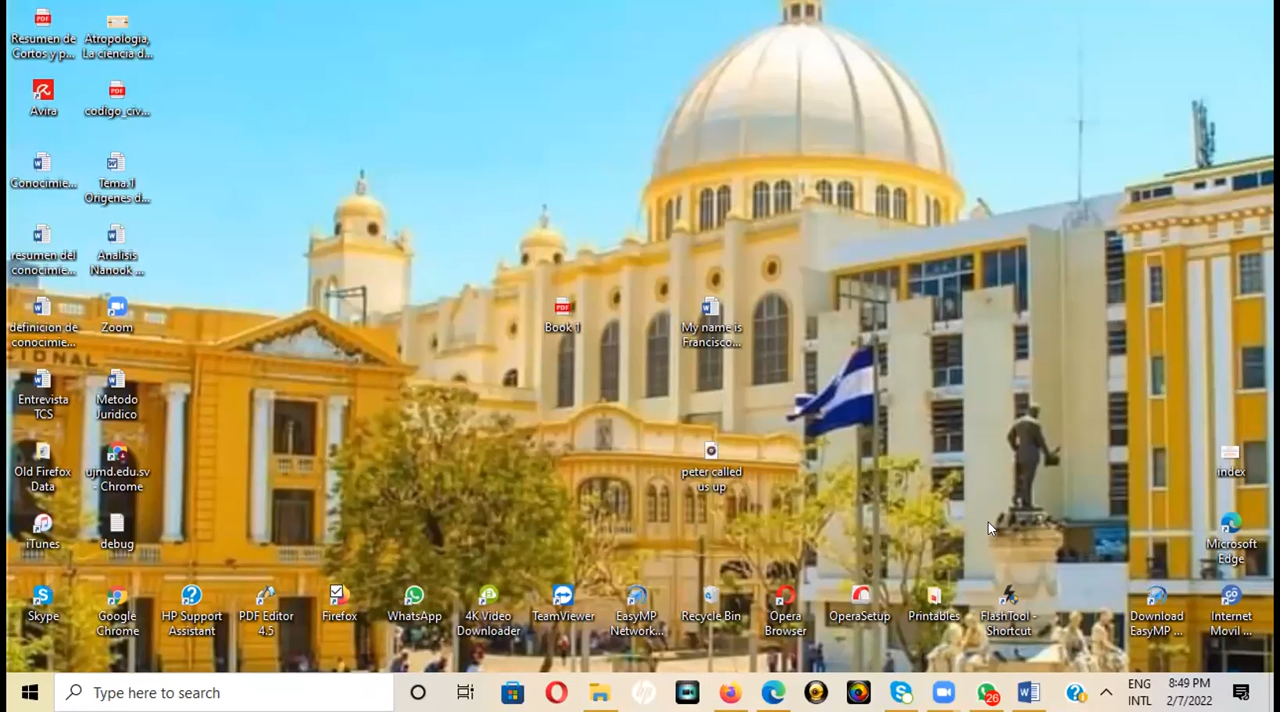 Resumen de
Cortos y p...
Atropologia,
La ciencia d...
Avira
codigo_civ...
Conocimie...
Tema.1
Origenes d...
resumen del
conocimie...
Analisis
Nanook ...
definicion de
conocimie...
Zoom
Book 1
My name is
Francisco...
CIONAL
Entrevista
TCS
Metodo
Juridico
Old Firefox
Data
ujmd.edu.sv
- Chrome
peter called
us up
index
iTunes
debug
Microsoft
Edge
Skype
Google
Chrome
HP Support
Assistant
PDF Editor
4.5
Firefox
WhatsApp
4K Video
Downloader
TeamViewer
EasyMP
Network...
Recycle Bin
Opera
Browser
OperaSetup
Printables
FlashTool -
Shortcut
Download
EasyMP ...
Internet
Movil ...
Type here to search
26
ENG
INTL
8:49 PM
2/7/2022